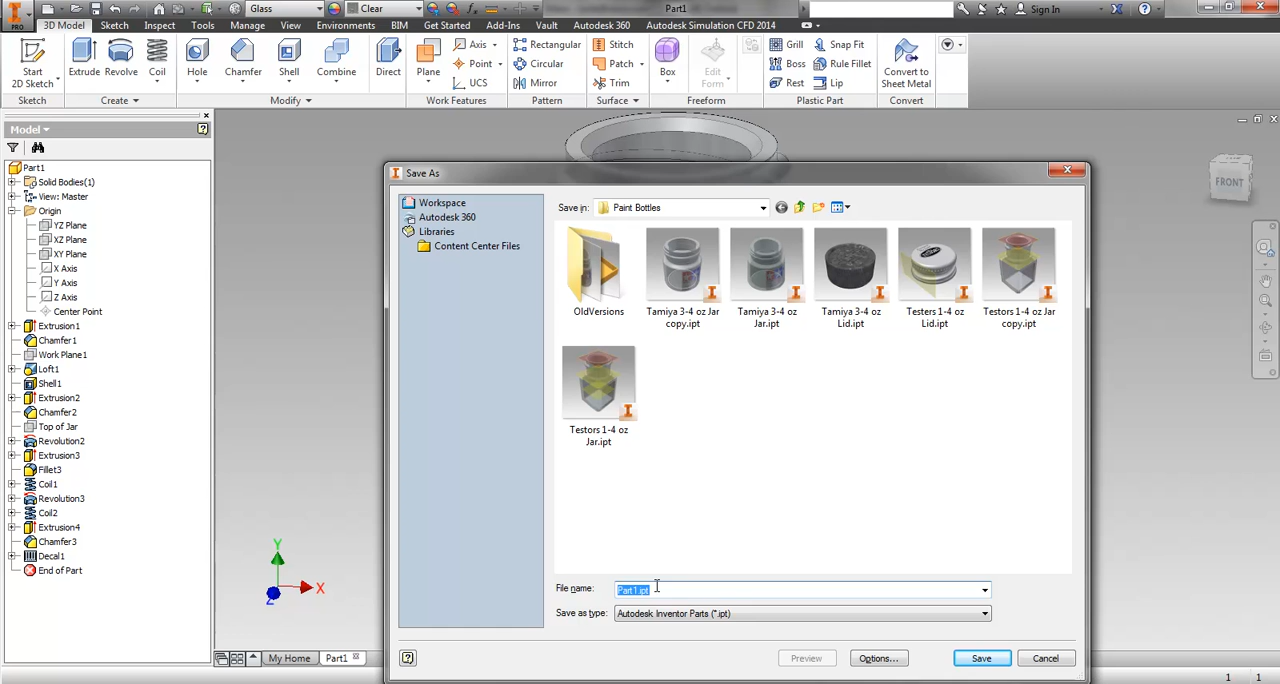 PRO
Glass
Clear
Part1
Sign In
3D Model Sketch Inspect Tools Manage View Environments BIM Get Started Add-Ins Vault Autodesk 360 Autodesk Simulation CFD 2014
Start
2D Sketch
Extrude
Revolve
Coil
Hole
Chamfer
Shell
Combine
Direct
Plane
Axis
Point
UCS
Rectangular
Circular
Mirror
Stitch
Patch
Trim
Box
Edit
Form
Grill
Boss
Rest
Snap Fit
Rule Fillet
Lip
Convert to
Sheet Metal
Sketch
Create
Modify
Work Features
Pattern
Surface
Freeform
Plastic Part
Convert
Model
Part1
Solid Bodies(1)
View: Master
Origin
YZ Plane
XZ Plane
XY Plane
X Axis
Y Axis
Z Axis
Center Point
Extrusion1
Chamfer1
Work Plane1
Loft1
Shell1
Extrusion2
Chamfer2
Top of Jar
Revolution2
Extrusion3
Fillet3
Coil1
Revolution3
Coil2
Extrusion4
Chamfer3
Decal1
End of Part
Y
X
Z
FRONT
Save As
Workspace
Autodesk 360
Libraries
Content Center Files
Save in:
Paint Bottles
OldVersions
Tamiya 3-4 oz Jar
copy.ipt
Tamiya 3-4 oz
Jar.ipt
Tamiya 3-4 oz
Lid.ipt
Testers 1-4 oz
Lid.ipt
Testors 1-4 oz Jar
copy.ipt
Testors 1-4 oz
Jar.ipt
File name:
Part1.ipt
Save as type:
Autodesk Inventor Parts (*.ipt)
Preview
Options...
Save
Cancel
My Home
Part1
1 1